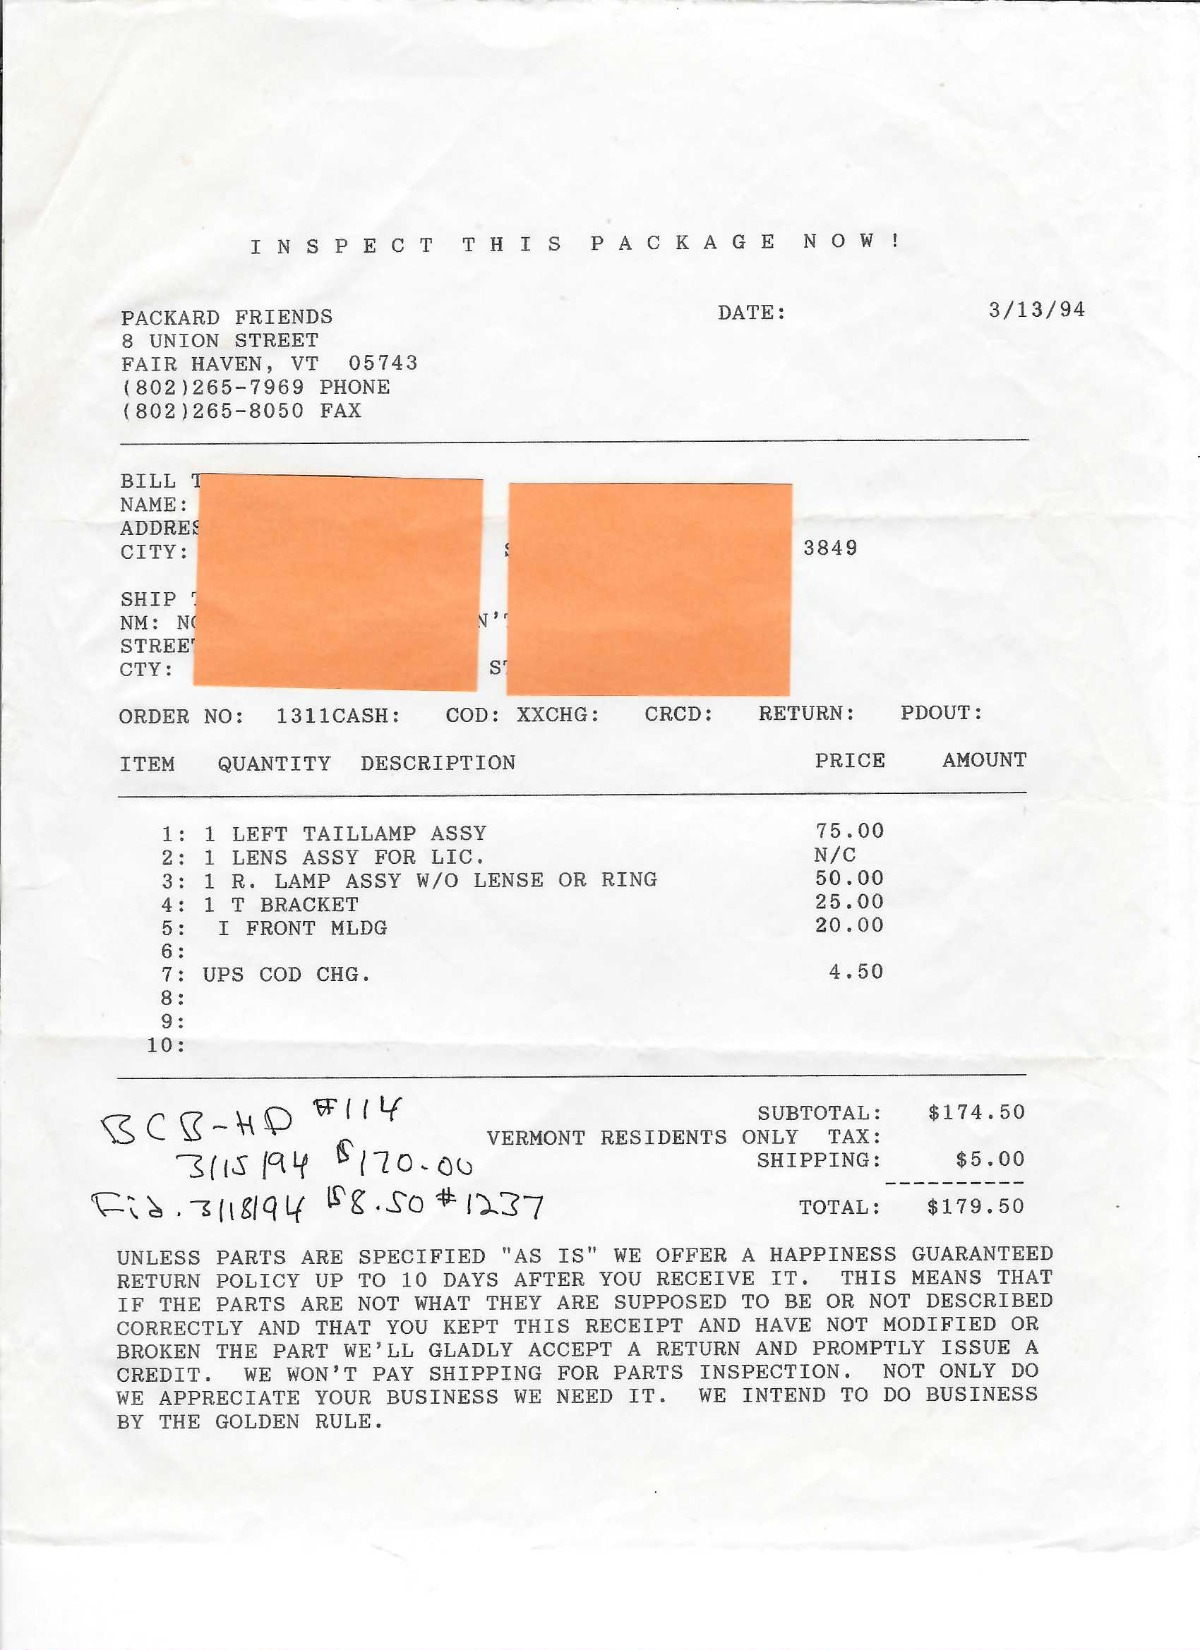 INSPECT THIS PACKAGE NOW!
PACKARD FRIENDS DATE: 3/13/94
8 UNION STREET
FAIR HAVEN, VT 05743
(802)265-7969 PHONE
(802)265-8050 FAX
BILL
NAME:
ADDRES
CITY: 3849
SHIP
NM:
STREET
CTY:
ORDER NO: 1311CASH: COD: XXCHG: CRCD: RETURN: PDOUT:
ITEM QUANTITY DESCRIPTION PRICE AMOUNT
1: 1 LEFT TAILLAMP ASSY 75.00
2: 1 LENS ASSY FOR LIC. N/C
3: 1 R. LAMP ASSY W/O LENSE OR RING 50.00
4: 1 T BRACKET 25.00
5: I FRONT MLDG 20.00
6:
7: UPS COD CHG. 4.50
8:
9:
10:
SUBTOTAL: $174.50
VERMONT RESIDENTS ONLY TAX:
SHIPPING: $5.00
----------
TOTAL: $179.50
BCB-HD #114
3/15/94 $170.00
Fid. 3/18/94 $8.50 #1237
UNLESS PARTS ARE SPECIFIED "AS IS" WE OFFER A HAPPINESS GUARANTEED
RETURN POLICY UP TO 10 DAYS AFTER YOU RECEIVE IT. THIS MEANS THAT
IF THE PARTS ARE NOT WHAT THEY ARE SUPPOSED TO BE OR NOT DESCRIBED
CORRECTLY AND THAT YOU KEPT THIS RECEIPT AND HAVE NOT MODIFIED OR
BROKEN THE PART WE'LL GLADLY ACCEPT A RETURN AND PROMPTLY ISSUE A
CREDIT. WE WON'T PAY SHIPPING FOR PARTS INSPECTION. NOT ONLY DO
WE APPRECIATE YOUR BUSINESS WE NEED IT. WE INTEND TO DO BUSINESS
BY THE GOLDEN RULE.